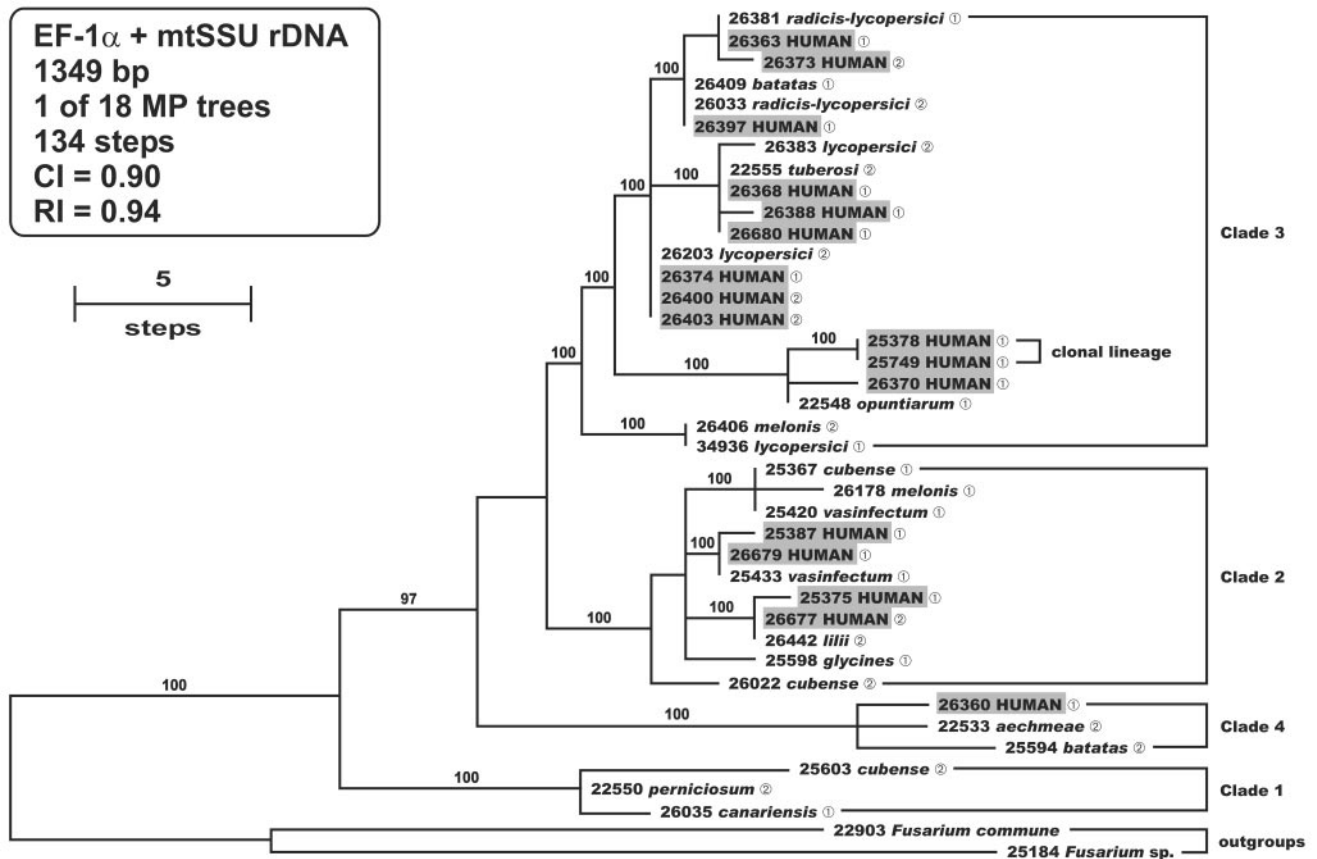 EF-1α + mtSSU rDNA
1349 bp
1 of 18 MP trees
134 steps
CI = 0.90
RI = 0.94
5
steps
26381 radicis-lycopersici ①
26363 HUMAN ①
26373 HUMAN ②
100
26409 batatas ①
26033 radicis-lycopersici ②
26397 HUMAN ①
26383 lycopersici ②
22555 tuberosi ②
100
100
26368 HUMAN ①
26388 HUMAN ①
26680 HUMAN ①
Clade 3
26203 lycopersici ②
26374 HUMAN ①
100
26400 HUMAN ②
26403 HUMAN ②
100
25378 HUMAN ①
clonal lineage
100
25749 HUMAN ①
100
26370 HUMAN ①
22548 opuntiarum ①
100
26406 melonis ②
34936 lycopersici ①
25367 cubense ①
100
26178 melonis ①
25420 vasinfectum ①
25387 HUMAN ①
100
26679 HUMAN ①
25433 vasinfectum ①
Clade 2
97
25375 HUMAN ①
100
100
26677 HUMAN ②
26442 lilii ②
25598 glycines ①
100
26022 cubense ②
26360 HUMAN ①
100
22533 aechmeae ②
Clade 4
25594 batatas ②
25603 cubense ②
100
22550 perniciosum ②
Clade 1
26035 canariensis ①
22903 Fusarium commune
outgroups
25184 Fusarium sp.